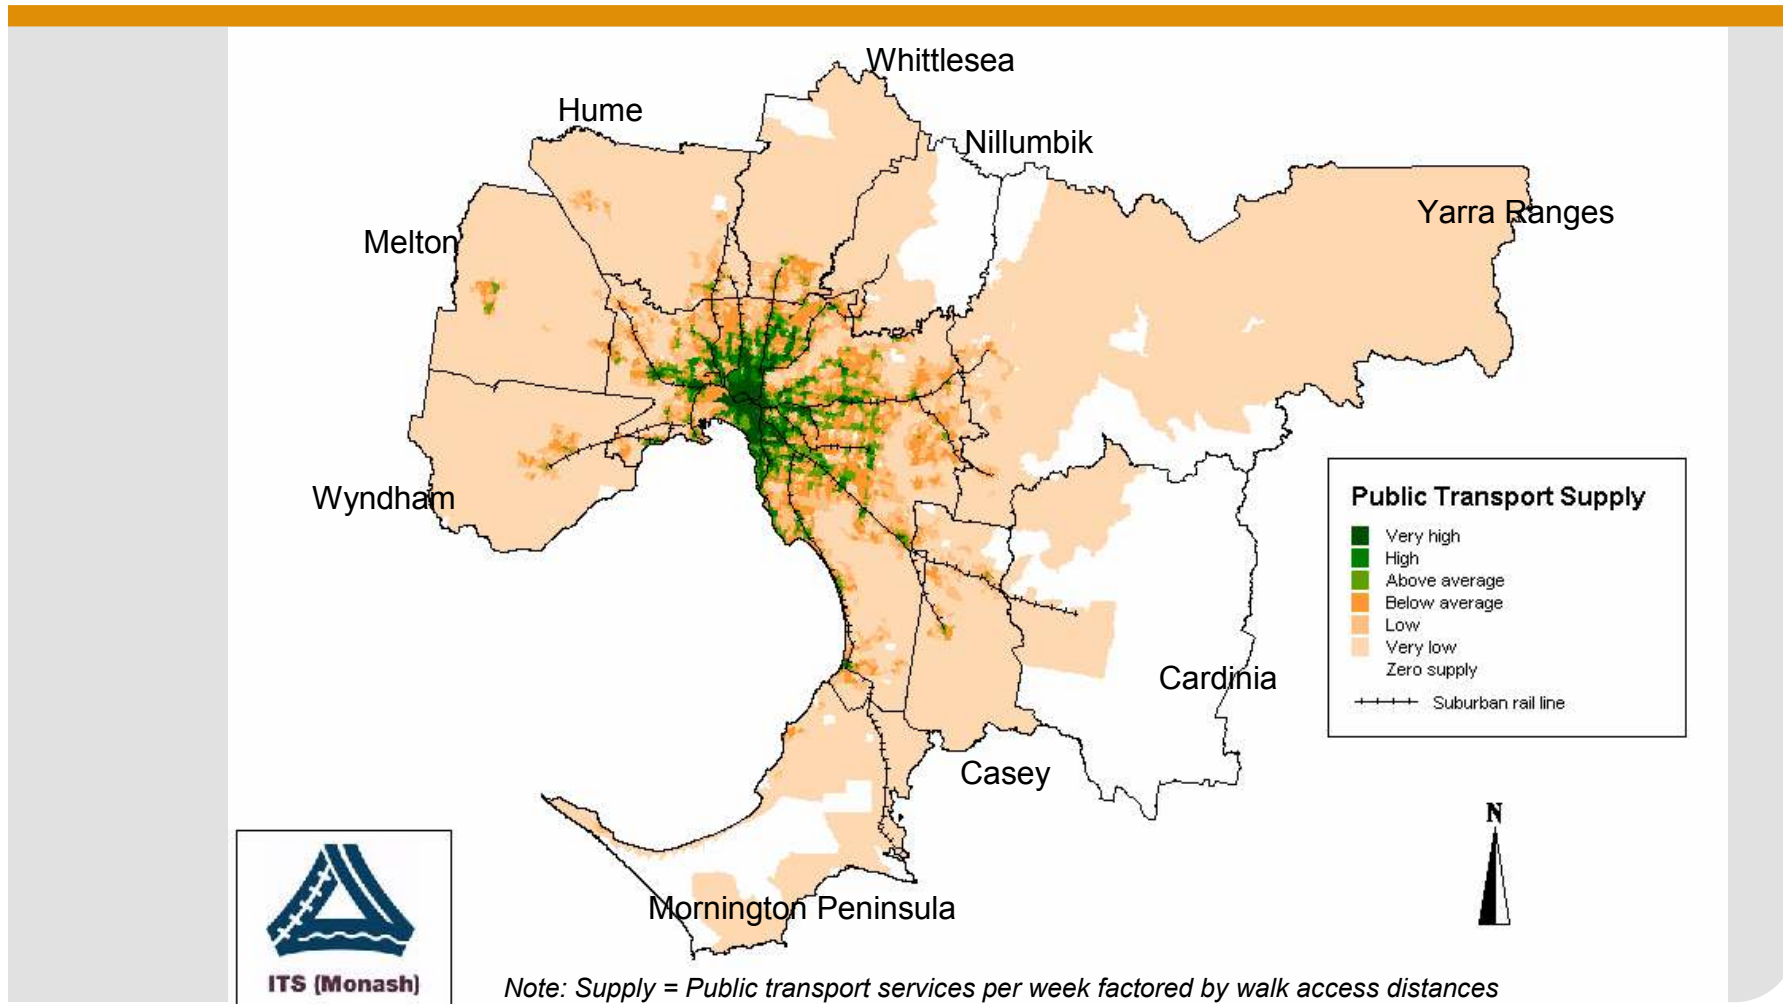 Whittlesea
Hume
Nillumbik
Yarra Ranges
Melton
Wyndham
Public Transport Supply
Very high
High
Above average
Below average
Low
Very low
Zero supply
Suburban rail line
Cardinia
Casey
N
Mornington Peninsula
ITS (Monash)
Note: Supply = Public transport services per week factored by walk access distances